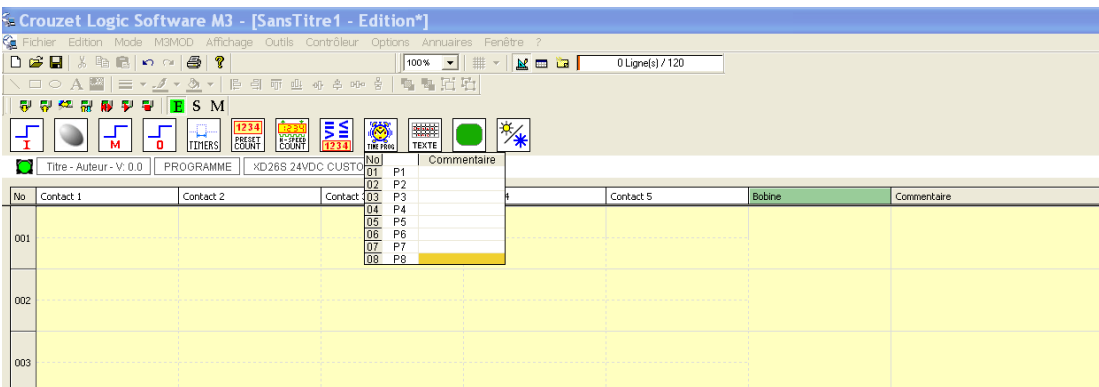 Crouzet Logic Software M3 - [SansTitre1 - Edition*]
Fichier Edition Mode M3MOD Affichage Outils Contrôleur Options Annuaires Fenêtre ?
100% 0 Ligne(s) / 120
A
E S M
I M 0 TIMERS 1234 PRESET COUNT 1234 H-SPEED COUNT 1234 TIME PROG TEXTE
Titre - Auteur - V: 0.0 PROGRAMME XD26S 24VDC CUSTO
No Commentaire
01 P1
02 P2
03 P3
04 P4
05 P5
06 P6
07 P7
08 P8
No Contact 1 Contact 2 Contact 4 Contact 5 Bobine Commentaire
001
002
003